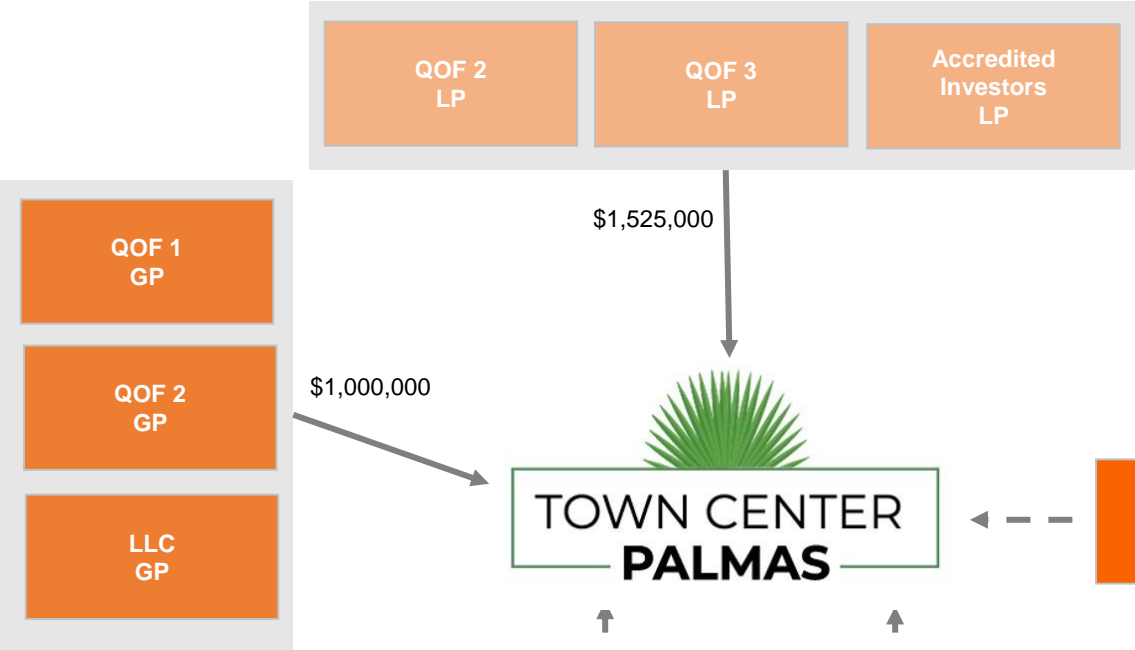 QOF 2
LP
QOF 3
LP
Accredited
Investors
LP
$1,525,000
QOF 1
GP
QOF 2
GP
LLC
GP
$1,000,000
TOWN CENTER
PALMAS